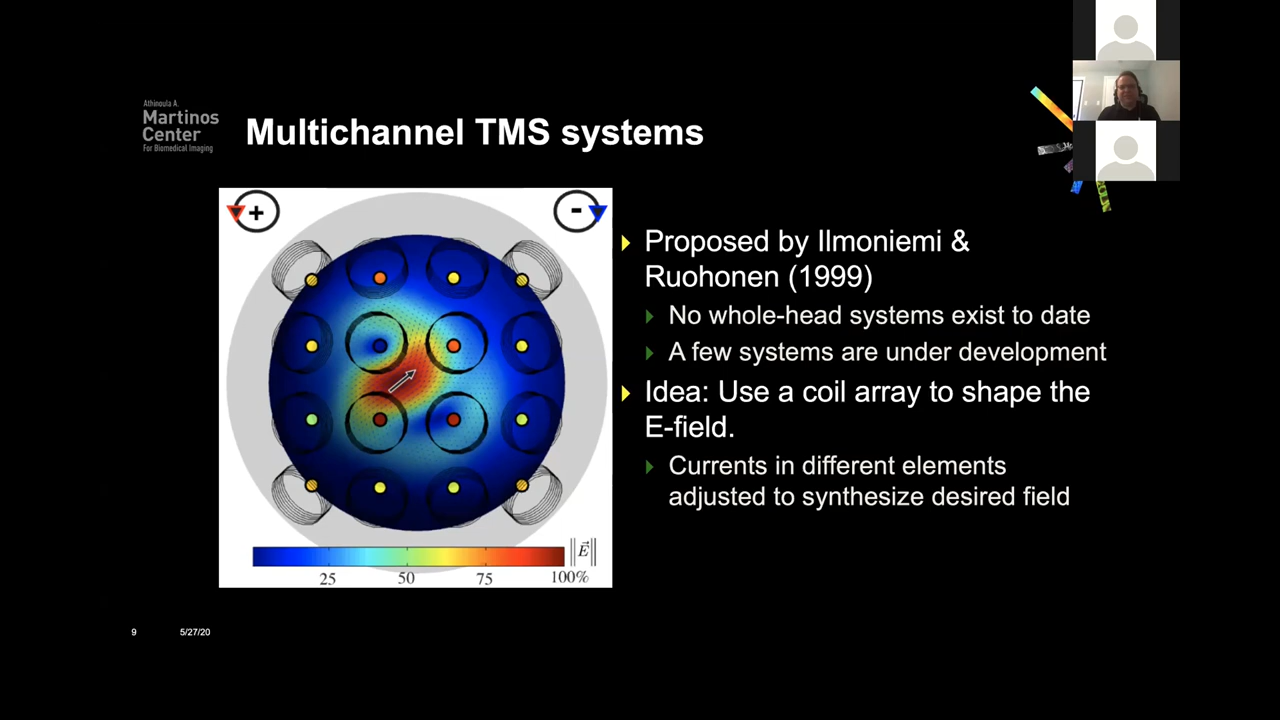 Athinoula A.
Martinos
Center
For Biomedical Imaging
Multichannel TMS systems
+
-
25
50
75
100%
‖E⃗‖
Proposed by Ilmoniemi &
Ruohonen (1999)
No whole-head systems exist to date
A few systems are under development
Idea: Use a coil array to shape the
E-field.
Currents in different elements
adjusted to synthesize desired field
9
5/27/20